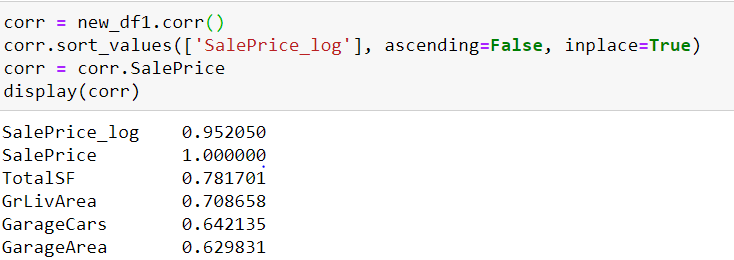 corr = new_df1.corr()
corr.sort_values(['SalePrice_log'], ascending=False, inplace=True)
corr = corr.SalePrice
display(corr)
SalePrice_log    0.952050
SalePrice        1.000000
TotalSF          0.781701
GrLivArea        0.708658
GarageCars       0.642135
GarageArea       0.629831